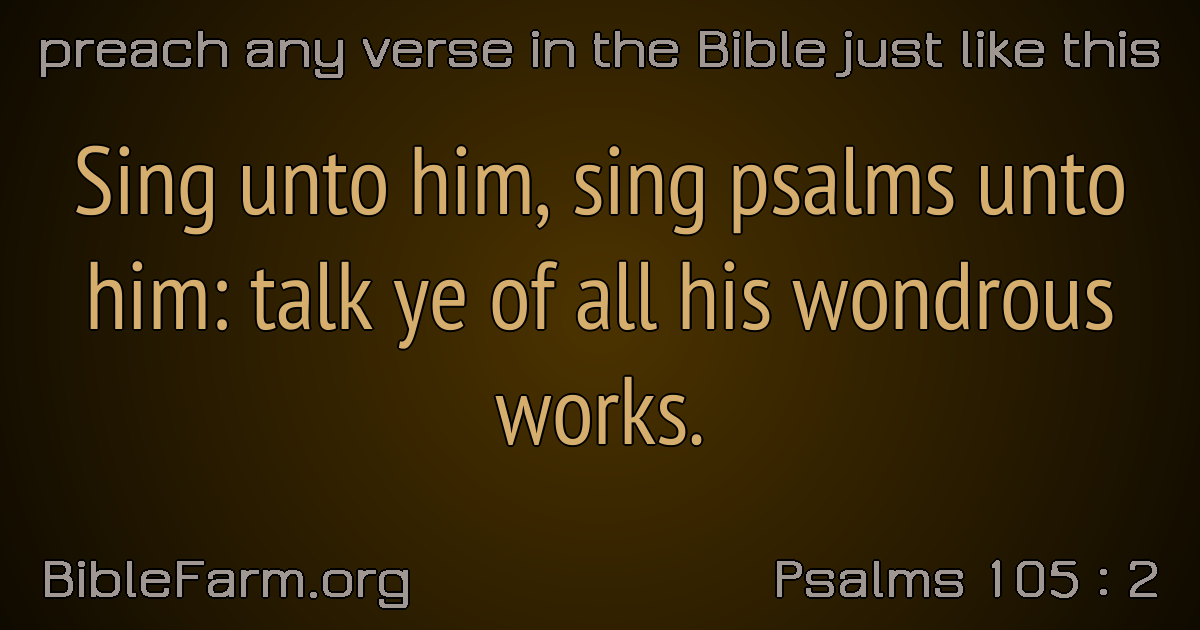 preach any verse in the Bible just like this
Sing unto him, sing psalms unto
him: talk ye of all his wondrous
works.
BibleFarm.org
Psalms 105 : 2